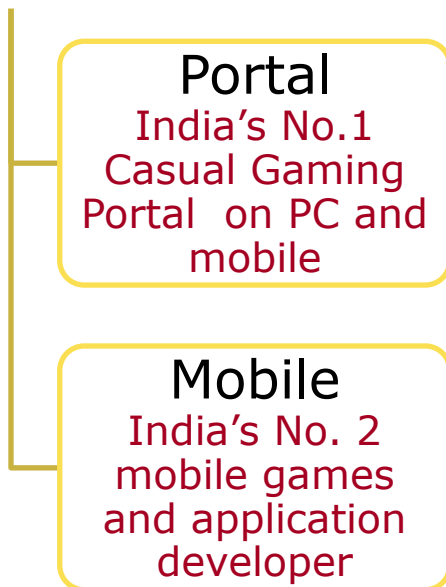 Portal
India’s No.1
Casual Gaming
Portal  on PC and
mobile
Mobile
India’s No. 2
mobile games
and application
developer